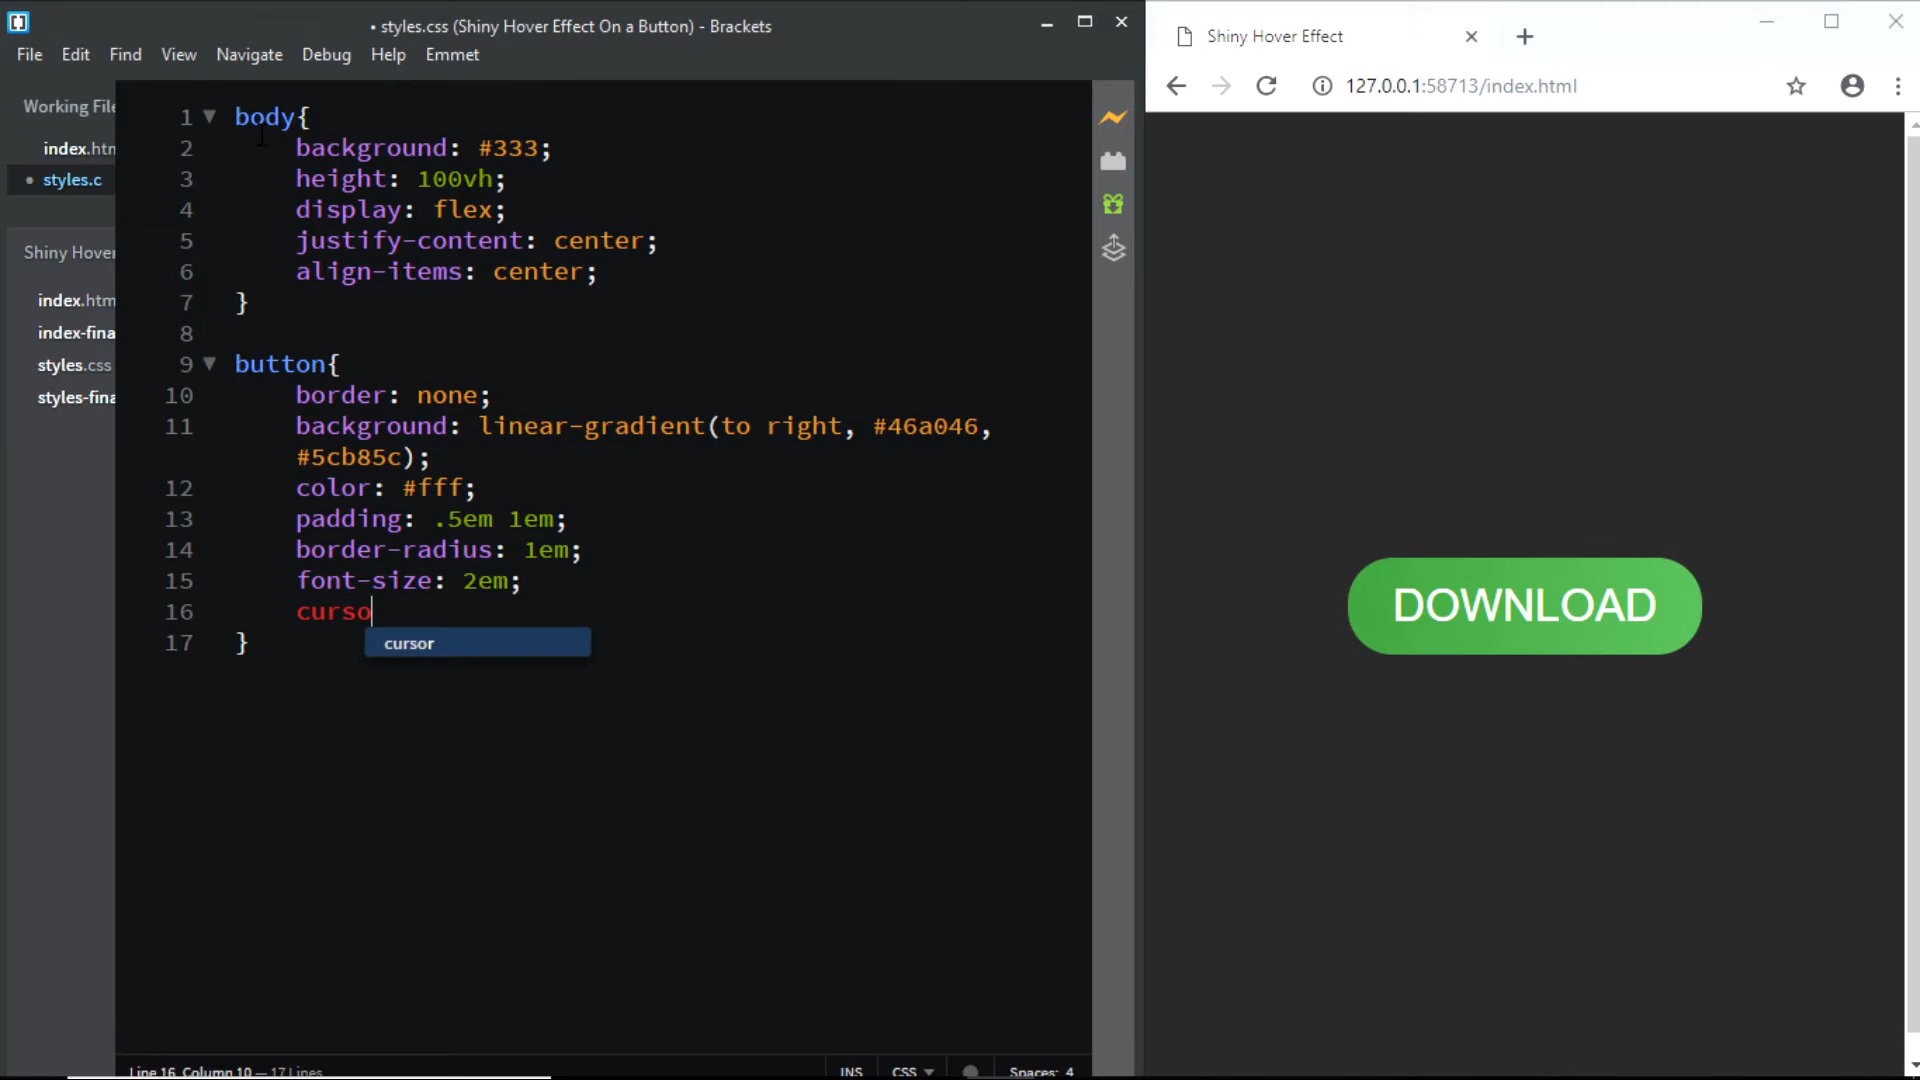 • styles.css (Shiny Hover Effect On a Button) - Brackets
File Edit Find View Navigate Debug Help Emmet
Working File
index.htm
• styles.c
Shiny Hover
index.htm
index-fina
styles.css
styles-fina
1 body{
2 background: #333;
3 height: 100vh;
4 display: flex;
5 justify-content: center;
6 align-items: center;
7 }
8
9 button{
10 border: none;
11 background: linear-gradient(to right, #46a046,
#5cb85c);
12 color: #fff;
13 padding: .5em 1em;
14 border-radius: 1em;
15 font-size: 2em;
16 curso
17 }
cursor
Line 16, Column 10 — 17 Lines
INS CSS Spaces: 4
Shiny Hover Effect
127.0.0.1:58713/index.html
DOWNLOAD